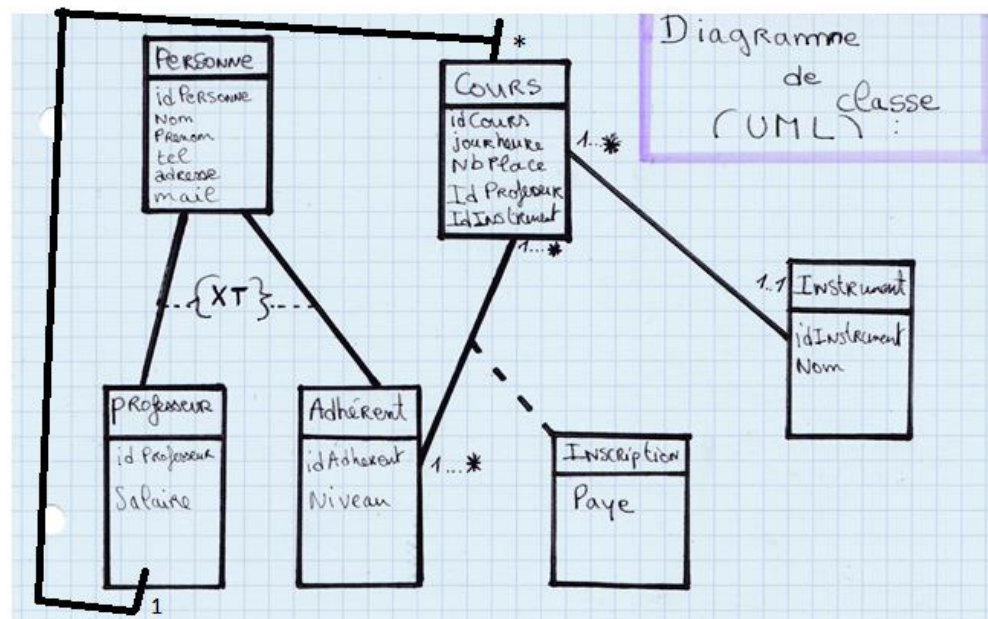 Diagramme
de
classe
(UML) :
*
Personne
idPersonne
Nom
Prenom
tel
adresse
mail
Cours
idCours
jourheure
NbPlace
Id Professeur
IdInstrument
1...*
1...*
{XT}
1..1
Instrument
idInstrument
Nom
professeur
id Professeur
Salaire
1
Adhérent
idAdherent
Niveau
1...*
Inscription
Paye